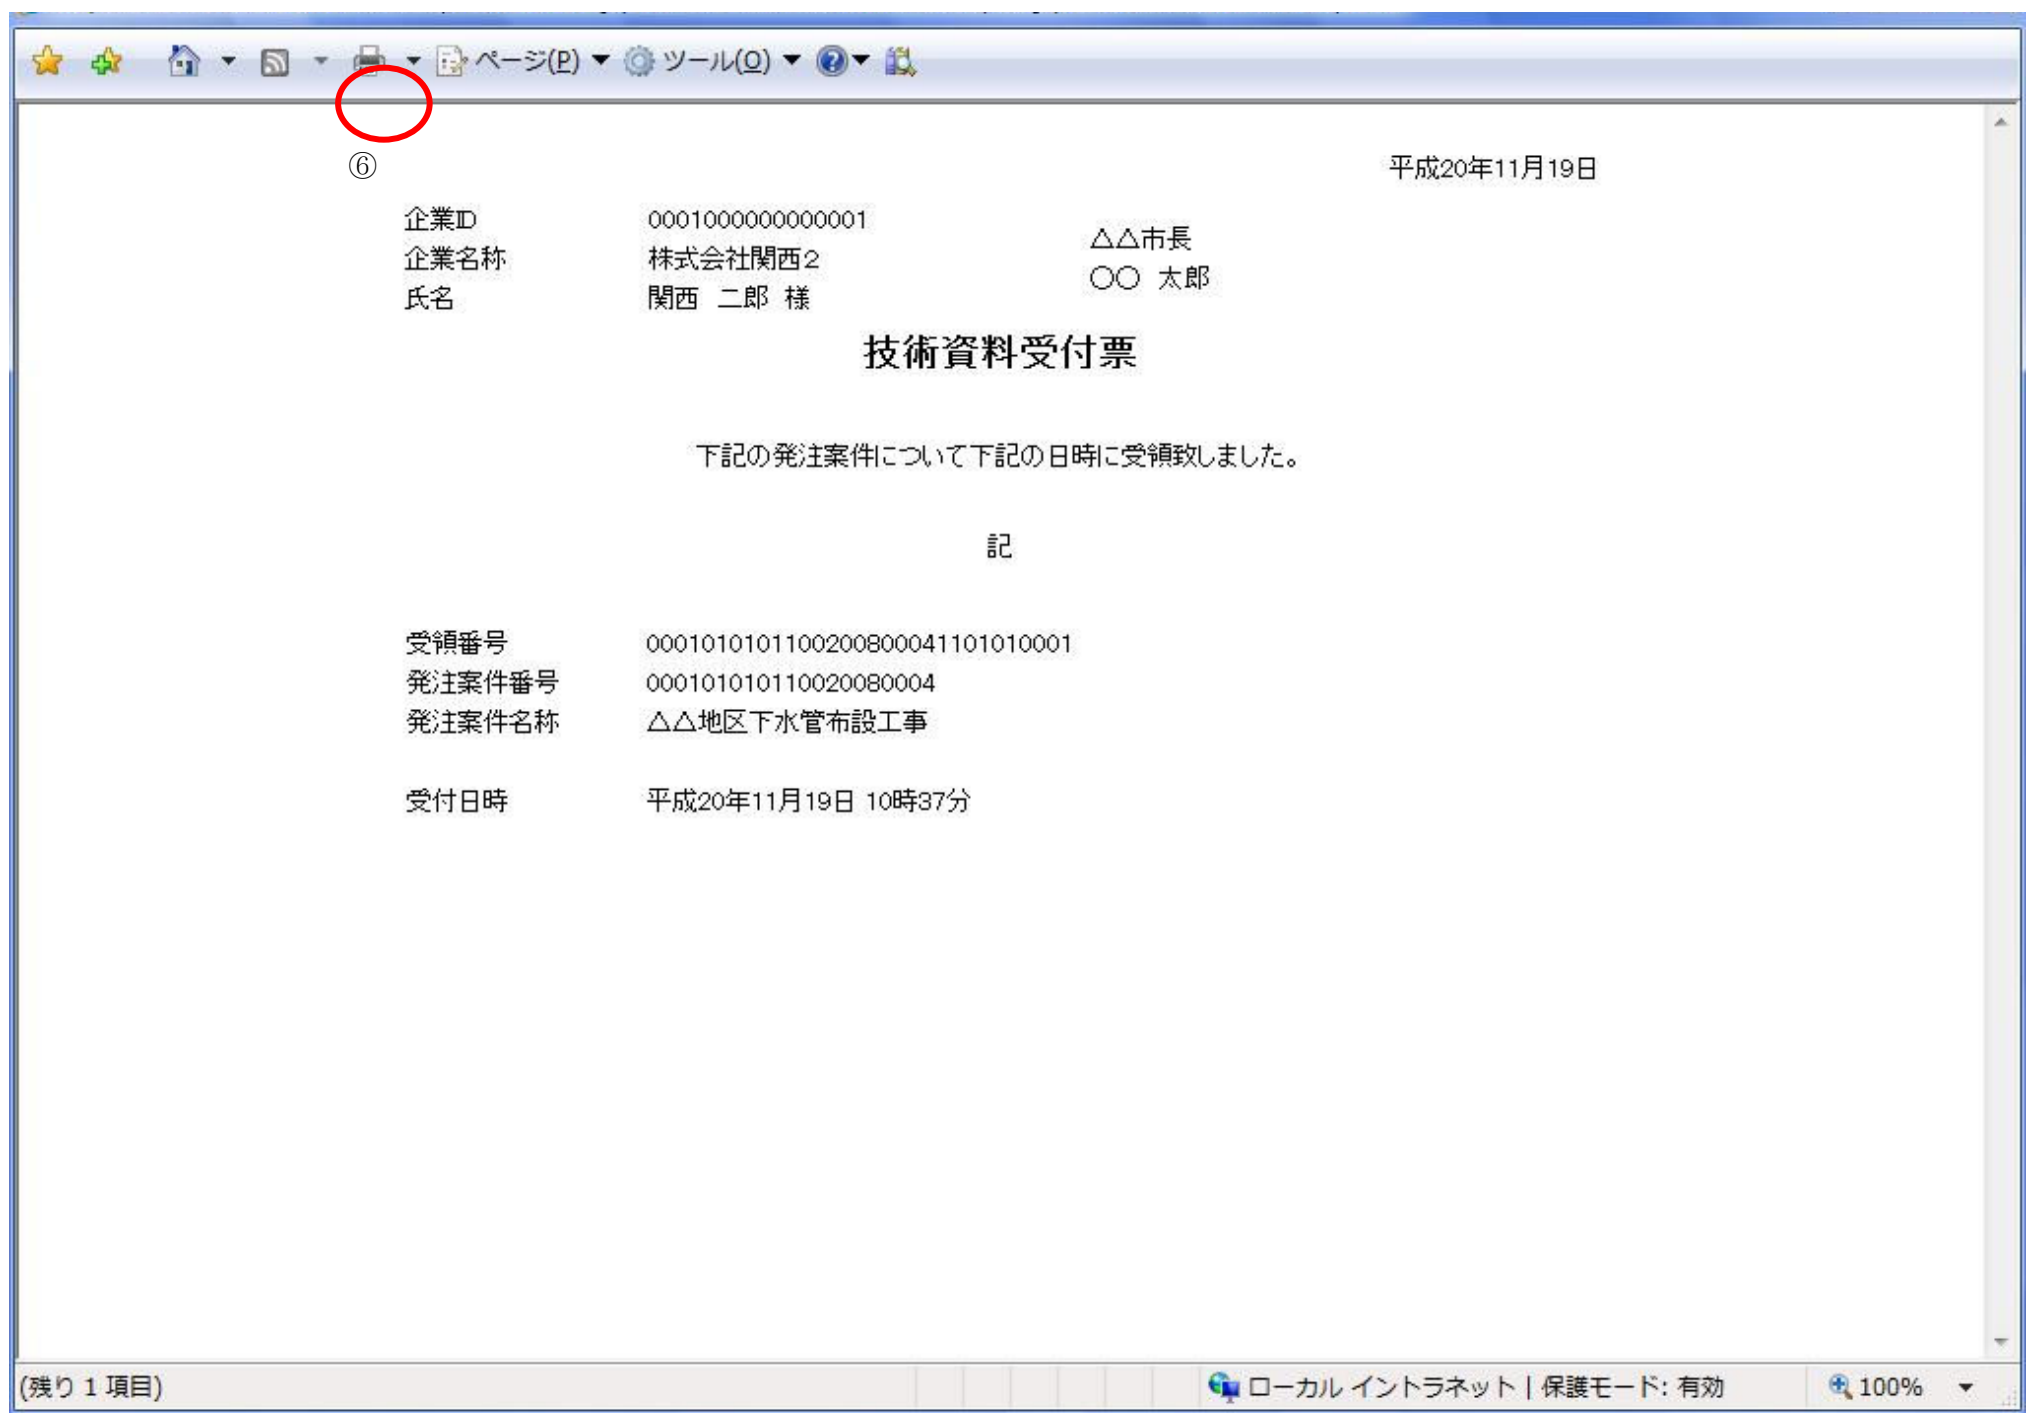 ページ(P) ツール(O)
⑥
平成20年11月19日
企業ID 0001000000000001
企業名称 株式会社関西2
氏名 関西 二郎 様
△△市長
〇〇 太郎
技術資料受付票
下記の発注案件について下記の日時に受領致しました。
記
受領番号 0001010101100200800041101010001
発注案件番号 000101010110020080004
発注案件名称 △△地区下水管布設工事
受付日時 平成20年11月19日 10時37分
(残り 1 項目) ローカル イントラネット | 保護モード: 有効 100%